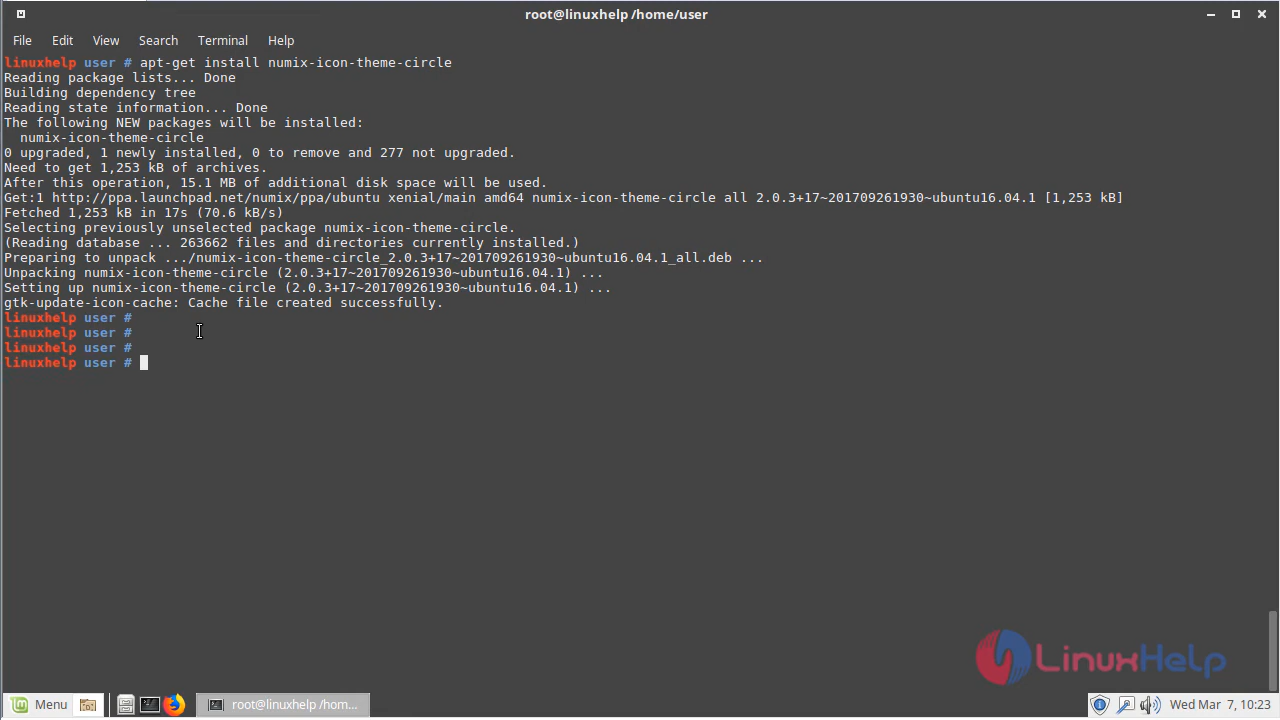 root@linuxhelp /home/user
File Edit View Search Terminal Help
linuxhelp user # apt-get install numix-icon-theme-circle
Reading package lists... Done
Building dependency tree
Reading state information... Done
The following NEW packages will be installed:
  numix-icon-theme-circle
0 upgraded, 1 newly installed, 0 to remove and 277 not upgraded.
Need to get 1,253 kB of archives.
After this operation, 15.1 MB of additional disk space will be used.
Get:1 http://ppa.launchpad.net/numix/ppa/ubuntu xenial/main amd64 numix-icon-theme-circle all 2.0.3+17~201709261930~ubuntu16.04.1 [1,253 kB]
Fetched 1,253 kB in 17s (70.6 kB/s)
Selecting previously unselected package numix-icon-theme-circle.
(Reading database ... 263662 files and directories currently installed.)
Preparing to unpack .../numix-icon-theme-circle_2.0.3+17~201709261930~ubuntu16.04.1_all.deb ...
Unpacking numix-icon-theme-circle (2.0.3+17~201709261930~ubuntu16.04.1) ...
Setting up numix-icon-theme-circle (2.0.3+17~201709261930~ubuntu16.04.1) ...
gtk-update-icon-cache: Cache file created successfully.
linuxhelp user #
linuxhelp user #
linuxhelp user #
linuxhelp user #
LinuxHelp
Menu root@linuxhelp /hom... Wed Mar 7, 10:23